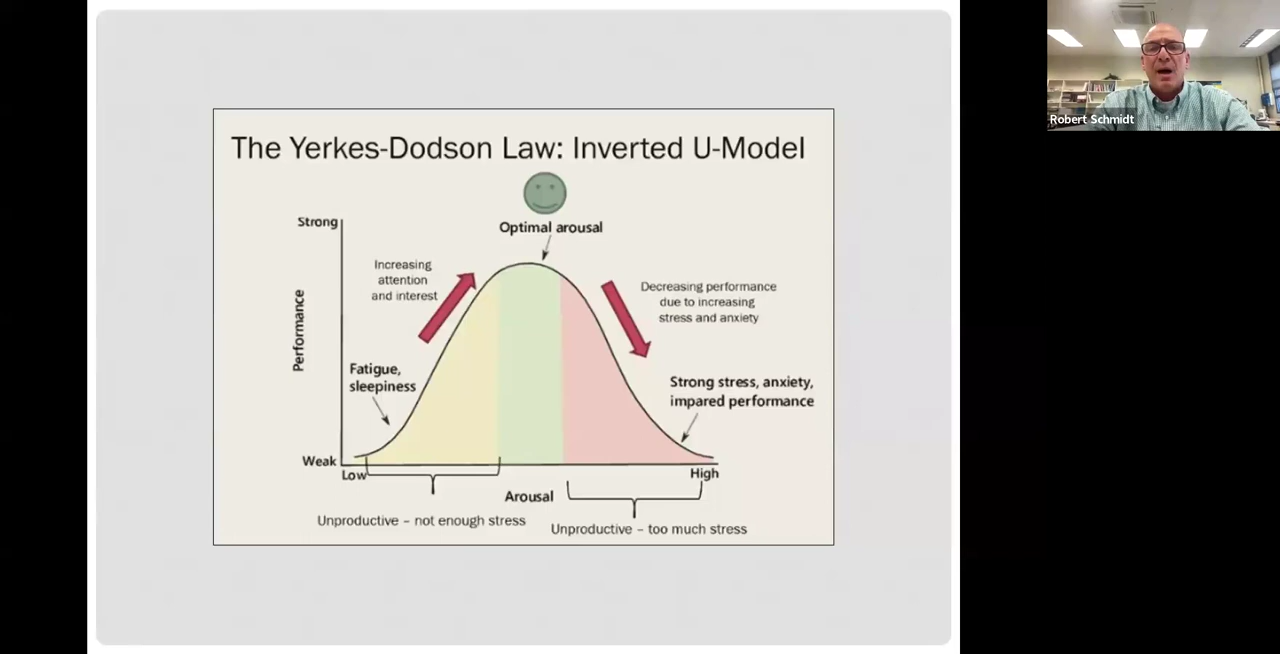 The Yerkes-Dodson Law: Inverted U-Model
Optimal arousal
Strong
Increasing
attention
and interest
Decreasing performance
due to increasing
stress and anxiety
Performance
Fatigue,
sleepiness
Strong stress, anxiety,
impared performance
Weak
Low
High
Arousal
Unproductive – not enough stress
Unproductive – too much stress
Robert Schmidt